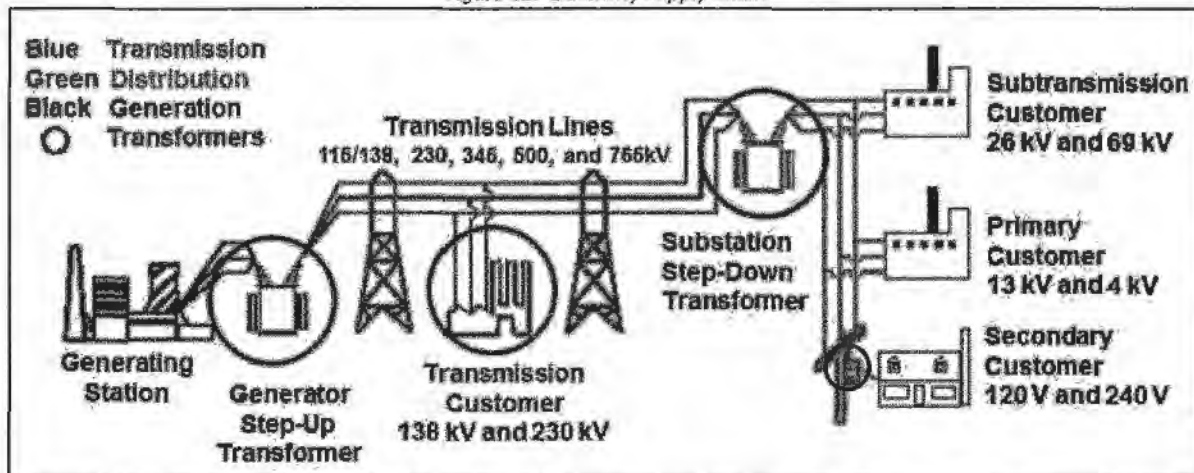 Blue Transmission
Green Distribution
Black Generation
Transformers
Transmission Lines
115/138, 230, 345, 500, and 765kV
Subtransmission
Customer
26 kV and 69 kV
Substation
Step-Down
Transformer
Primary
Customer
13 kV and 4 kV
Generating
Station
Generator
Step-Up
Transformer
Transmission
Customer
138 kV and 230 kV
Secondary
Customer
120 V and 240 V